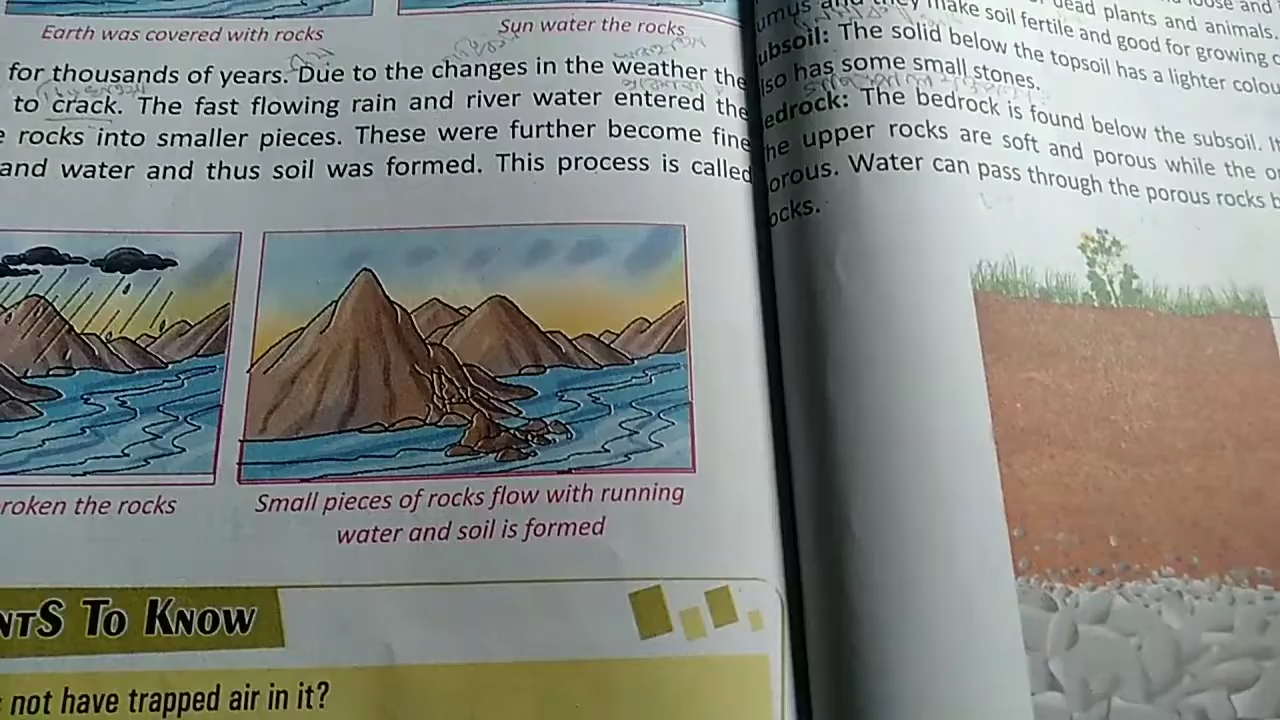 Earth was covered with rocks
Sun water the rocks
for thousands of years. Due to the changes in the weather the
to crack. The fast flowing rain and river water entered the
rocks into smaller pieces. These were further become fine
and water and thus soil was formed. This process is called
roken the rocks
Small pieces of rocks flow with running
water and soil is formed
NTS TO KNOW
not have trapped air in it?
dead plants and animals.
umus and they make soil fertile and good for growing
ubsoil: The solid below the topsoil has a lighter colou
lso has some small stones.
edrock: The bedrock is found below the subsoil. It
he upper rocks are soft and porous while the
orous. Water can pass through the porous rocks b
ocks.